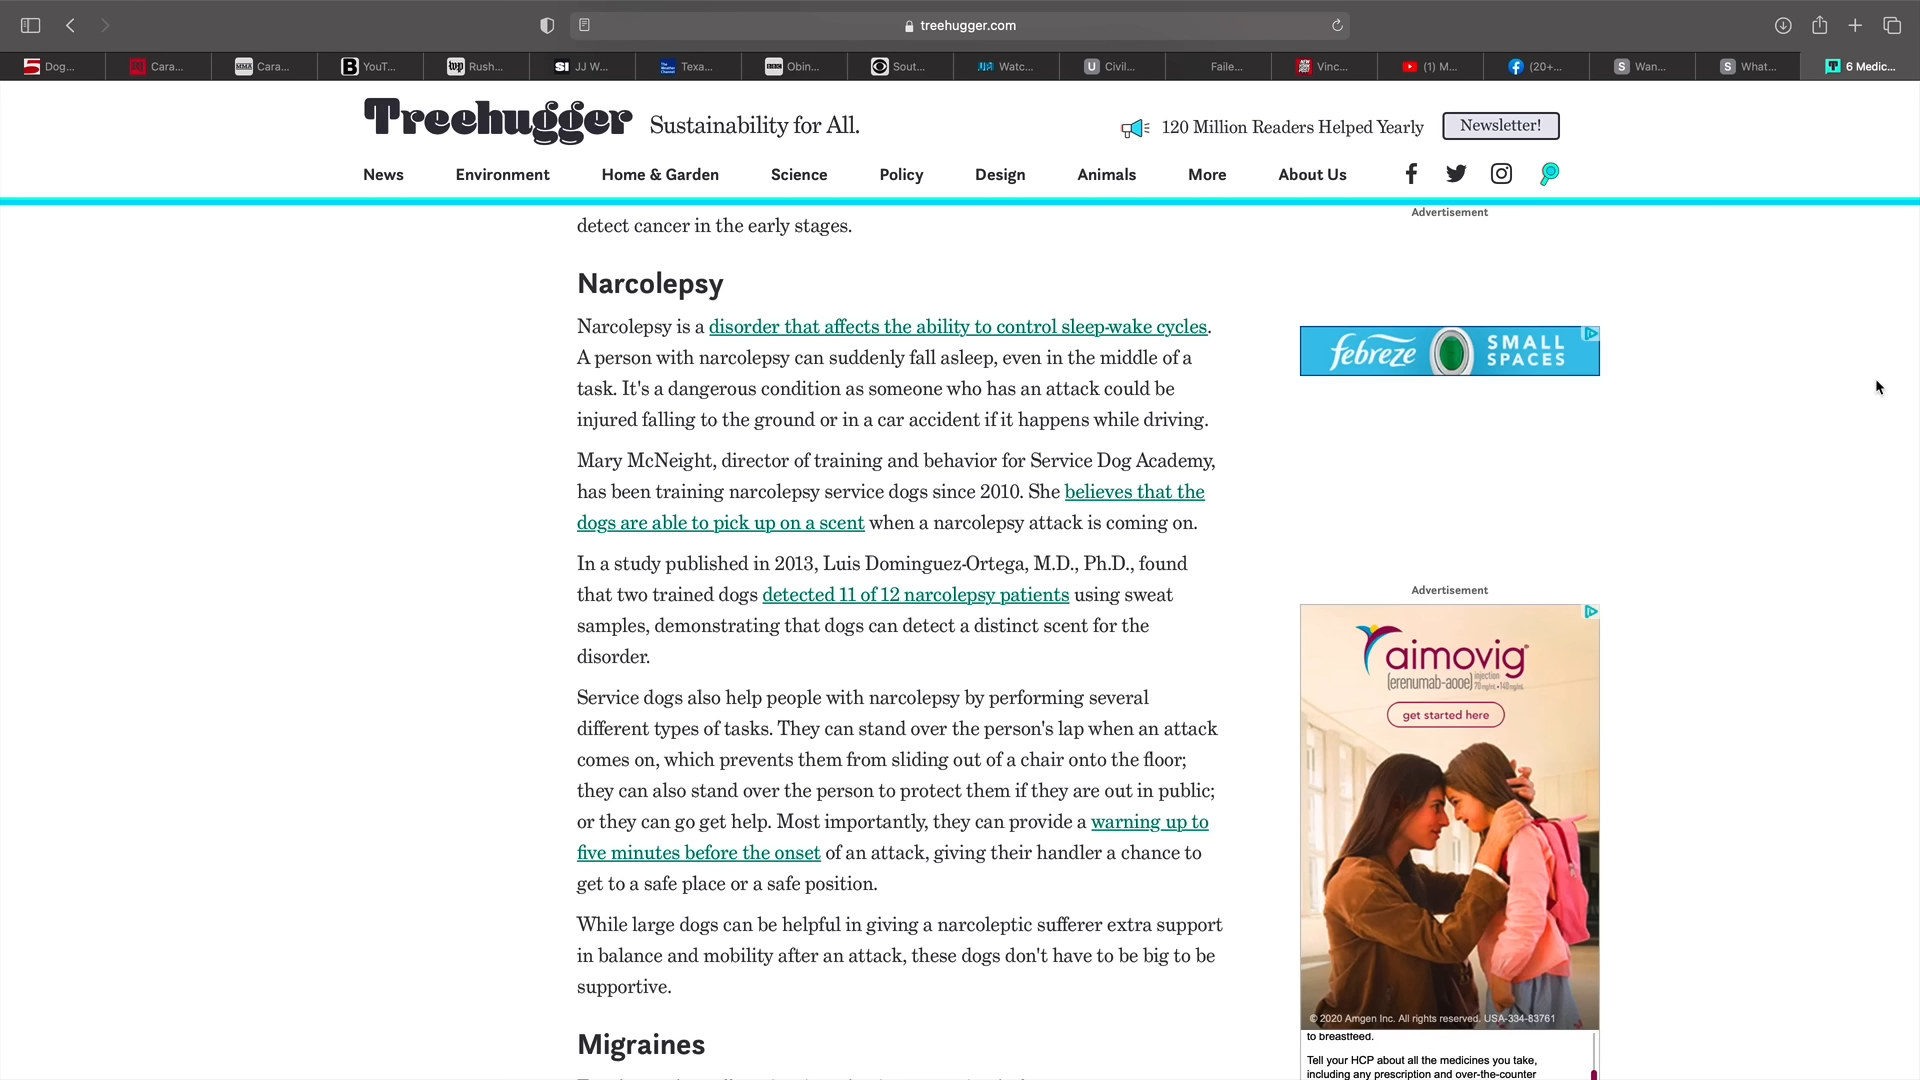 treehugger.com
Dog...
Cara...
Cara...
YouT...
Rush...
JJ W...
Texa...
Obin...
Sout...
Watc...
Civil...
Faile...
Vinc...
(1) M...
(20+...
Wan...
What...
6 Medic...
Treehugger Sustainability for All.
120 Million Readers Helped Yearly
Newsletter!
News
Environment
Home & Garden
Science
Policy
Design
Animals
More
About Us
detect cancer in the early stages.
Narcolepsy
Narcolepsy is a disorder that affects the ability to control sleep-wake cycles.
A person with narcolepsy can suddenly fall asleep, even in the middle of a
task. It's a dangerous condition as someone who has an attack could be
injured falling to the ground or in a car accident if it happens while driving.
Mary McNeight, director of training and behavior for Service Dog Academy,
has been training narcolepsy service dogs since 2010. She believes that the
dogs are able to pick up on a scent when a narcolepsy attack is coming on.
In a study published in 2013, Luis Dominguez-Ortega, M.D., Ph.D., found
that two trained dogs detected 11 of 12 narcolepsy patients using sweat
samples, demonstrating that dogs can detect a distinct scent for the
disorder.
Service dogs also help people with narcolepsy by performing several
different types of tasks. They can stand over the person's lap when an attack
comes on, which prevents them from sliding out of a chair onto the floor;
they can also stand over the person to protect them if they are out in public;
or they can go get help. Most importantly, they can provide a warning up to
five minutes before the onset of an attack, giving their handler a chance to
get to a safe place or a safe position.
While large dogs can be helpful in giving a narcoleptic sufferer extra support
in balance and mobility after an attack, these dogs don't have to be big to be
supportive.
Migraines
Advertisement
febreze SMALL
SPACES
Advertisement
aimovig®
(erenumab-aooe) injection
70 mg/mL • 140 mg/mL
get started here
© 2020 Amgen Inc. All rights reserved. USA-334-83761
to breastfeed.
Tell your HCP about all the medicines you take,
including any prescription and over-the-counter